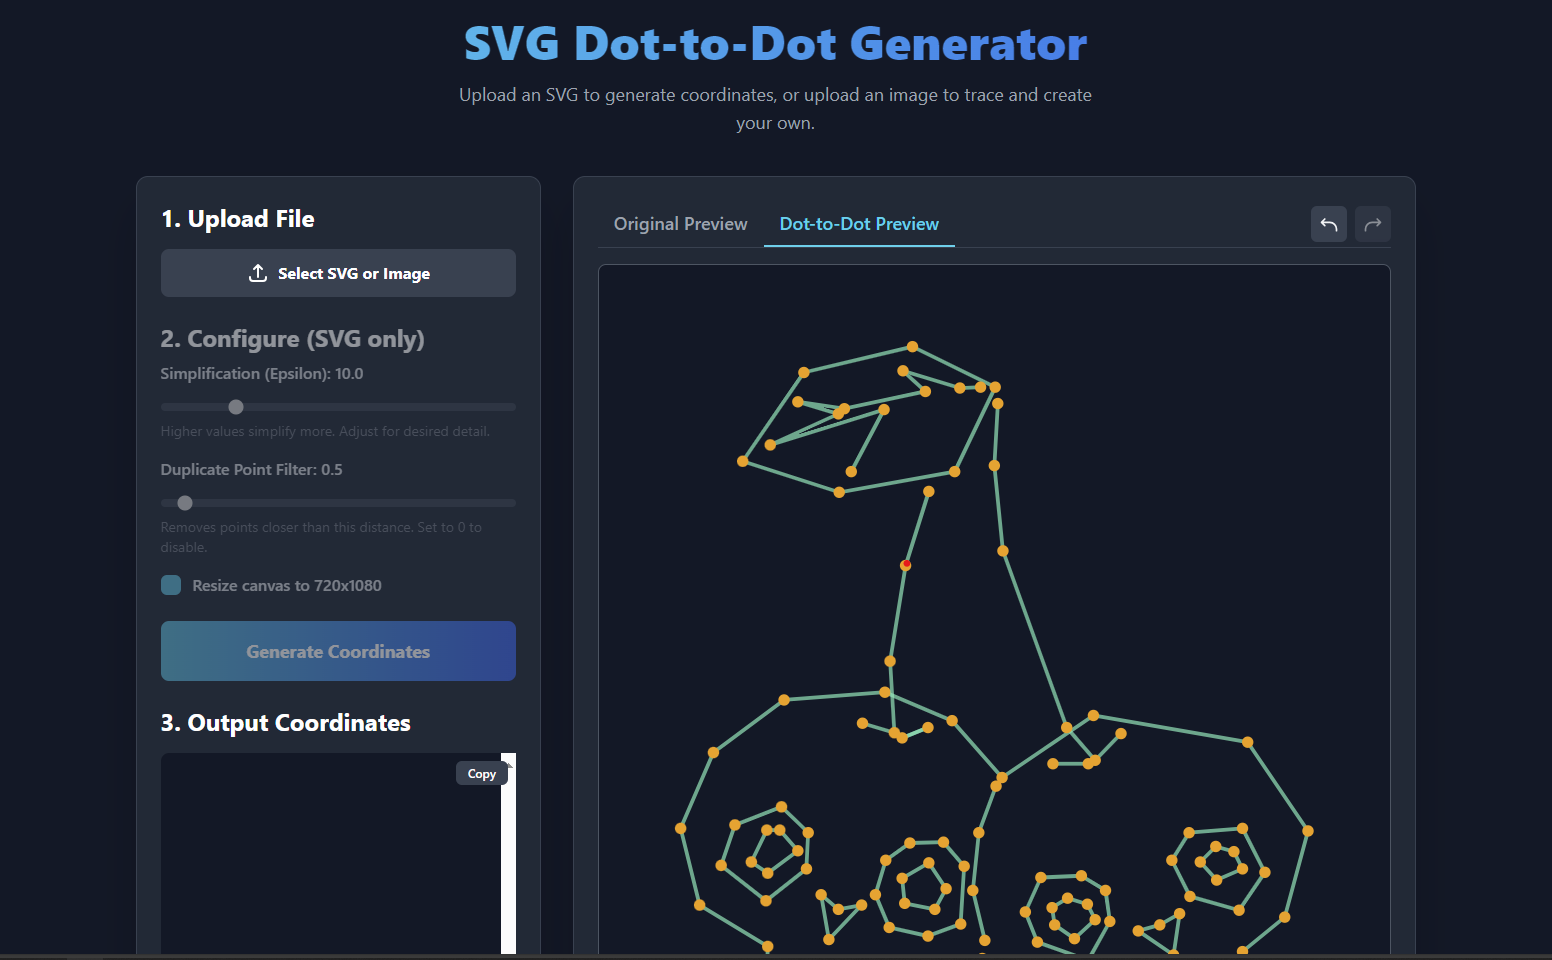 SVG Dot-to-Dot Generator
Upload an SVG to generate coordinates, or upload an image to trace and create
your own.
1. Upload File
Select SVG or Image
2. Configure (SVG only)
Simplification (Epsilon): 10.0
Higher values simplify more. Adjust for desired detail.
Duplicate Point Filter: 0.5
Removes points closer than this distance. Set to 0 to
disable.
Resize canvas to 720x1080
Generate Coordinates
3. Output Coordinates
Copy
Original Preview
Dot-to-Dot Preview